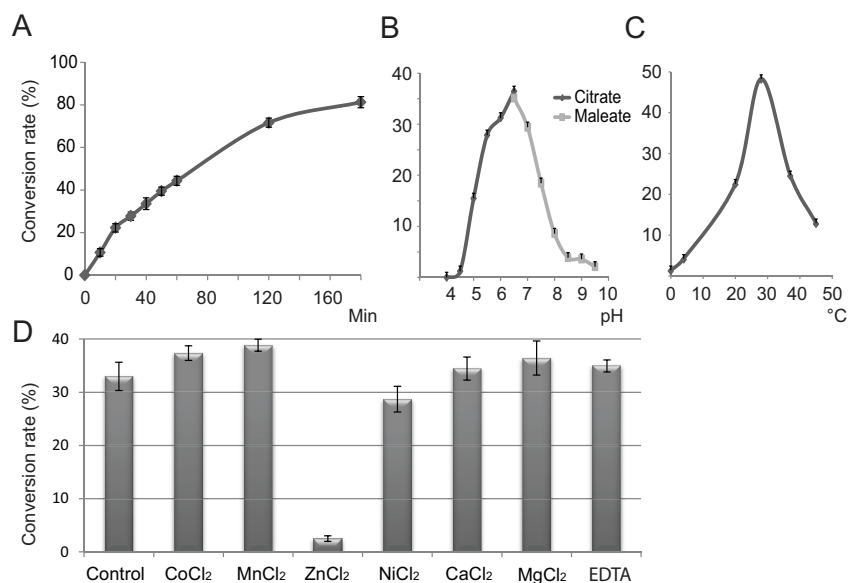 A
Conversion rate (%)
100
80
60
40
20
0
0 40 80 120 160
Min
B
40
30
20
10
4 5 6 7 8 9 10
pH
Citrate
Maleate
C
50
40
30
20
10
0 10 20 30 40 50
°C
D
Conversion rate (%)
40
30
20
10
0
Control CoCl₂ MnCl₂ ZnCl₂ NiCl₂ CaCl₂ MgCl₂ EDTA